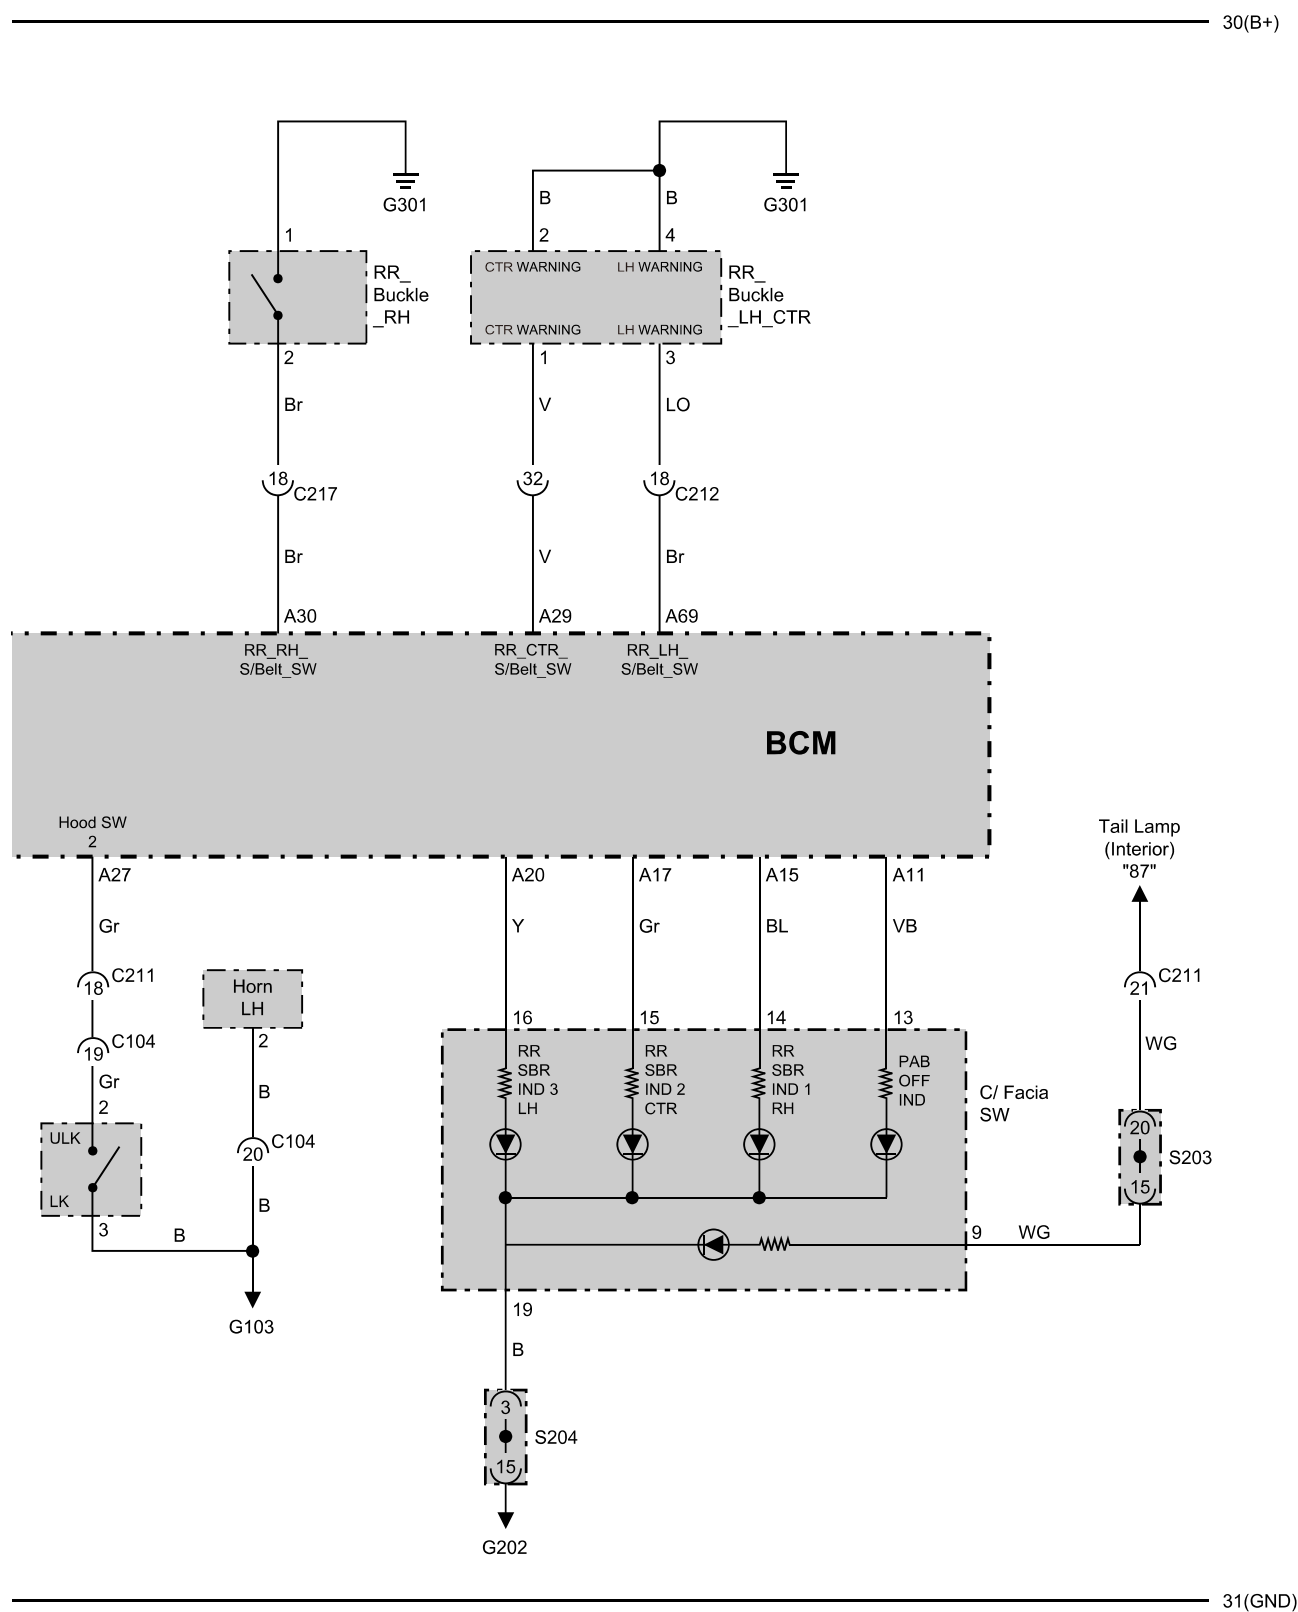 30(B+)
G301
G301
B
B
1
2
4
RR_
Buckle
_RH
CTR WARNING
LH WARNING
CTR WARNING
LH WARNING
RR_
Buckle
_LH_CTR
2
1
3
Br
V
LO
18
C217
32
18
C212
Br
V
Br
A30
A29
A69
RR_RH_
S/Belt_SW
RR_CTR_
S/Belt_SW
RR_LH_
S/Belt_SW
BCM
Hood SW
2
Tail Lamp
(Interior)
"87"
A27
A20
A17
A15
A11
Gr
Y
Gr
BL
VB
C211
18
Horn
LH
C211
21
16
15
14
13
C104
19
2
WG
RR
SBR
IND 3
LH
RR
SBR
IND 2
CTR
RR
SBR
IND 1
RH
PAB
OFF
IND
C/ Facia
SW
Gr
2
B
ULK
LK
C104
20
20
S203
15
3
B
B
9
WG
19
G103
B
3
S204
15
G202
31(GND)